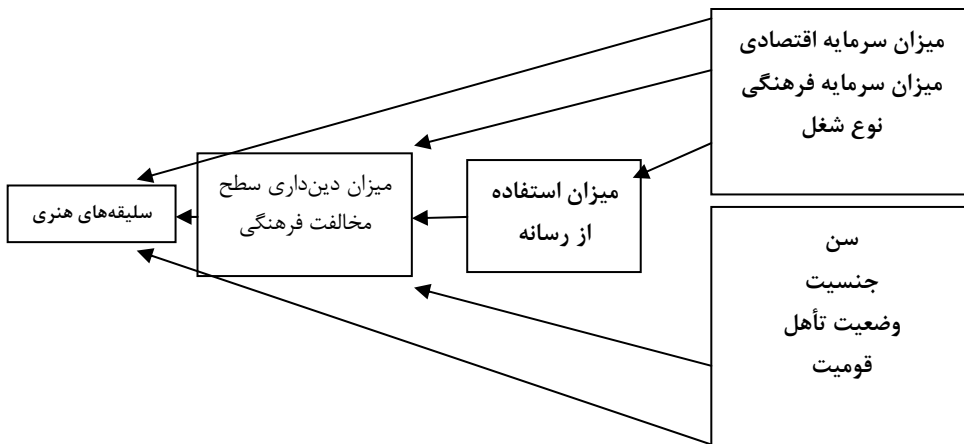 میزان سرمایه اقتصادی
میزان سرمایه فرهنگی
نوع شغل
میزان استفاده
از رسانه
میزان دین‌داری سطح
مخالفت فرهنگی
سلیقه‌های هنری
سن
جنسیت
وضعیت تأهل
قومیت